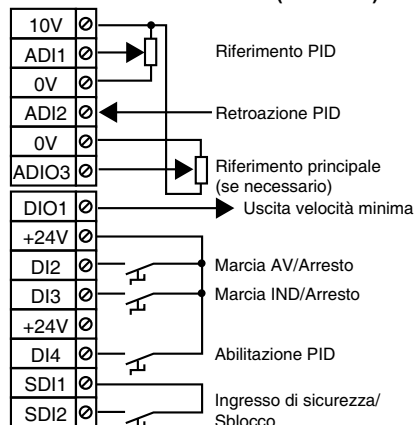 10V
ADI1
Riferimento PID
0V
ADI2
Retroazione PID
0V
ADIO3
Riferimento principale
(se necessario)
DIO1
Uscita velocità minima
+24V
DI2
Marcia AV/Arresto
DI3
Marcia IND/Arresto
+24V
DI4
Abilitazione PID
SDI1
Ingresso di sicurezza/
SDI2
Sblocco